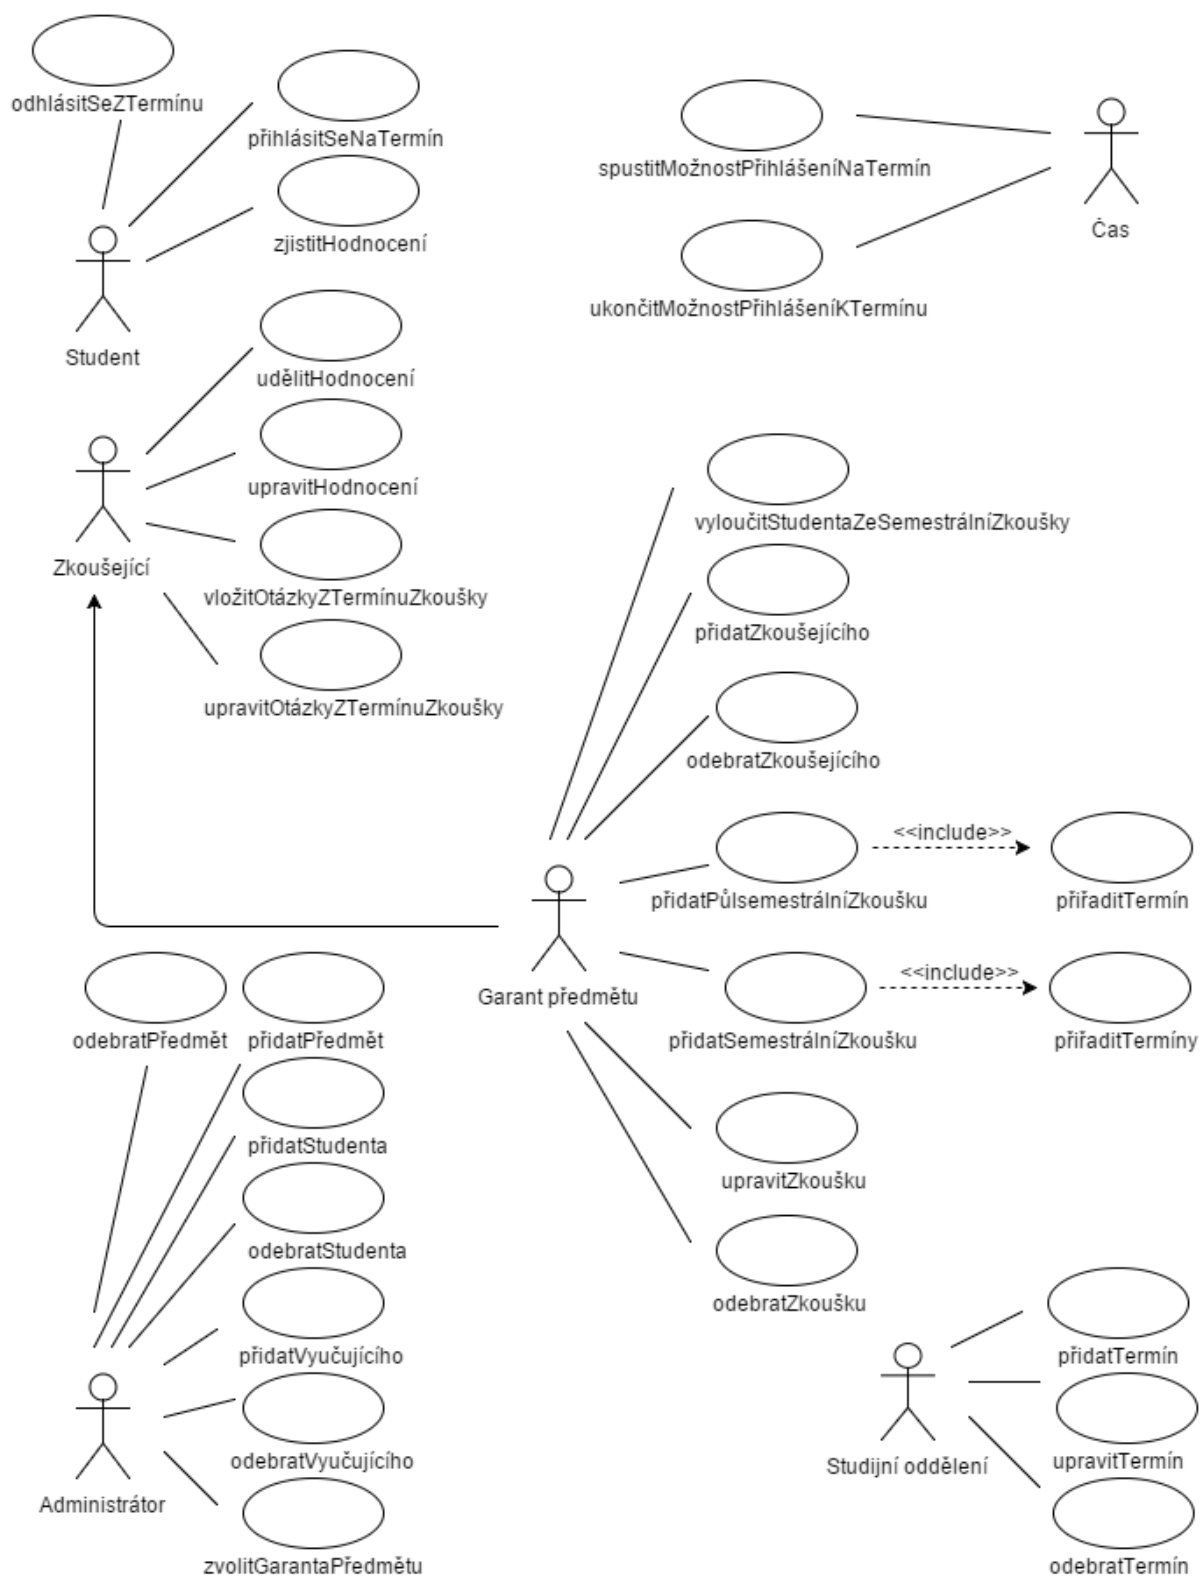 odhlásitSeZTermínu
přihlásitSeNaTermín
zjistitHodnocení
Student
spustitMožnostPřihlášeníNaTermín
Čas
ukončitMožnostPřihlášeníKTermínu
udělitHodnocení
upravitHodnocení
Zkoušející
vložitOtázkyZTermínuZkoušky
upravitOtázkyZTermínuZkoušky
vyloučitStudentaZeSemestrálníZkoušky
přidatZkoušejícího
odebratZkoušejícího
<<include>>
přidatPůlsemestrálníZkoušku
přiřaditTermín
Garant předmětu
<<include>>
přidatSemestrálníZkoušku
přiřaditTermíny
upravitZkoušku
odebratZkoušku
odebratPředmět
přidatPředmět
přidatStudenta
odebratStudenta
přidatVyučujícího
odebratVyučujícího
Administrátor
zvolitGarantaPředmětu
přidatTermín
Studijní oddělení
upravitTermín
odebratTermín